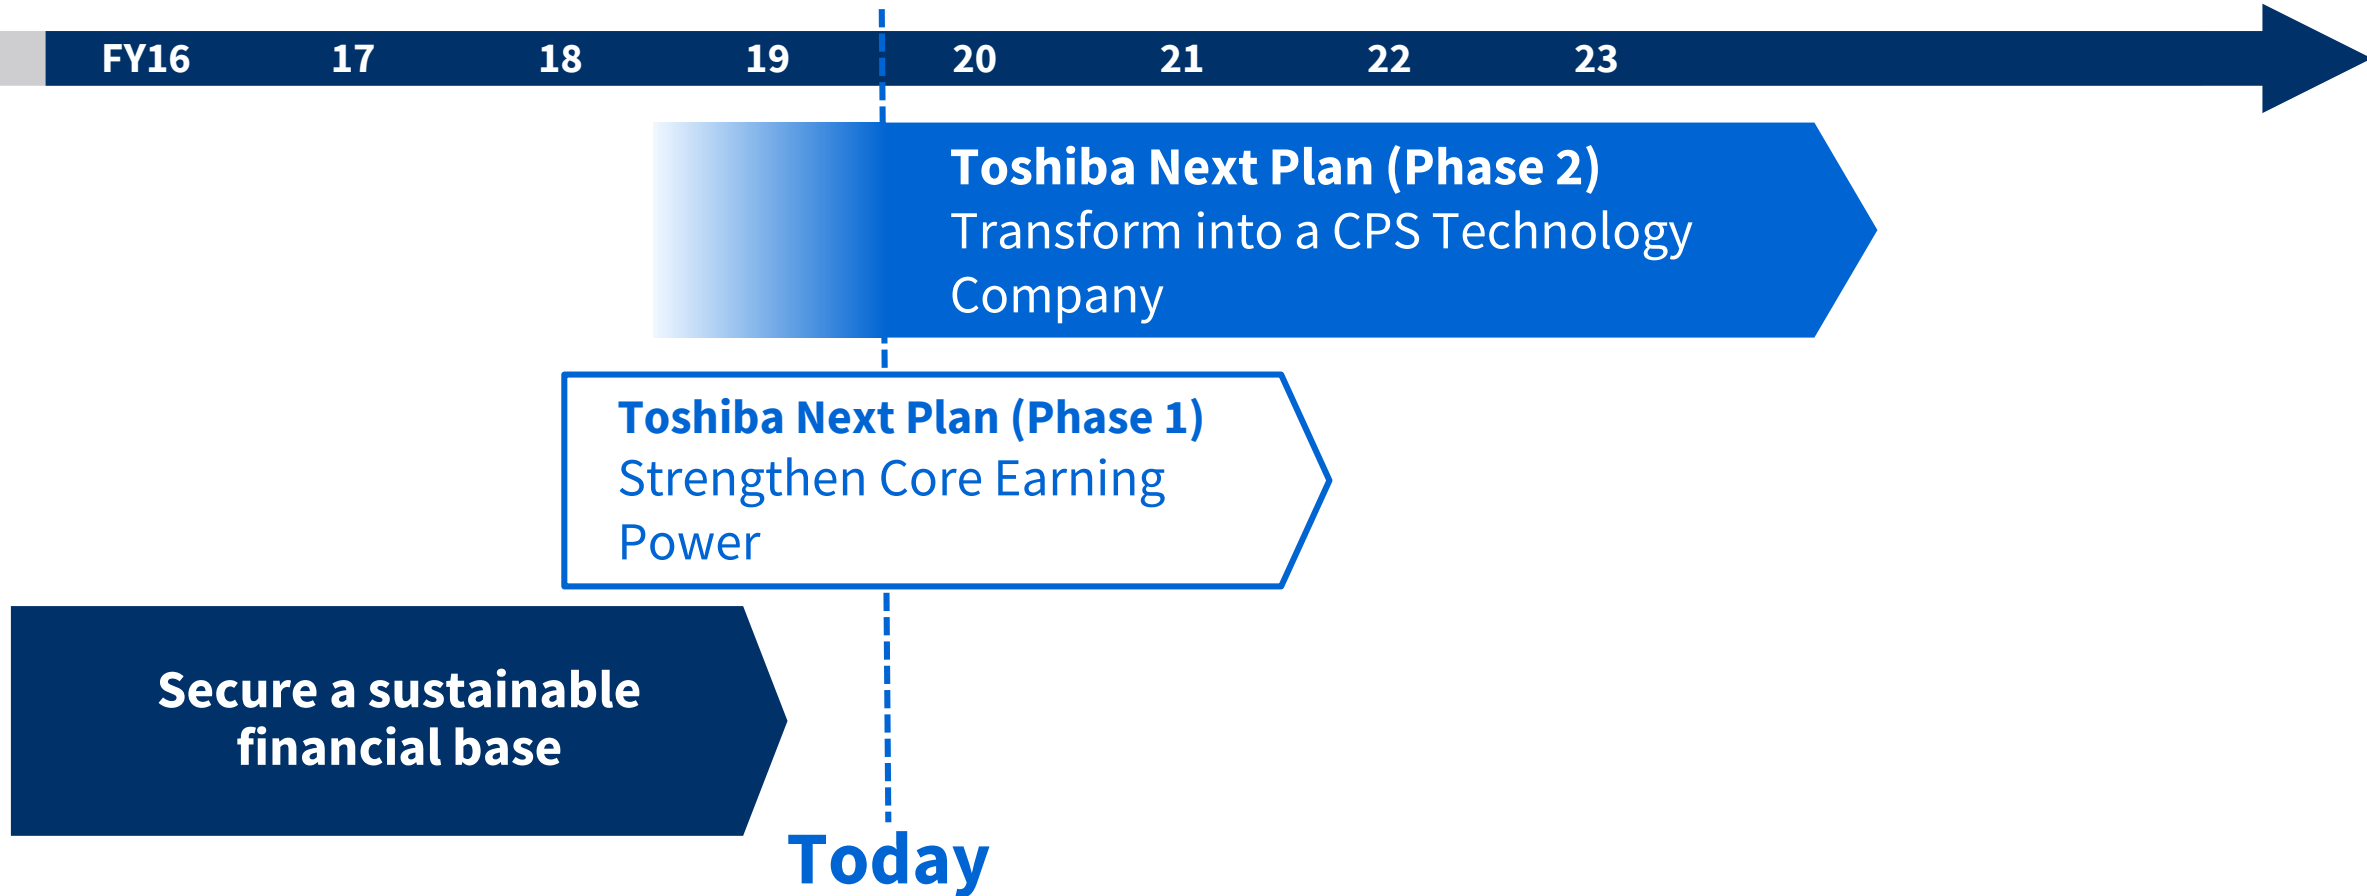 FY16 17 18 19 20 21 22 23
Toshiba Next Plan (Phase 2)
Transform into a CPS Technology
Company
Toshiba Next Plan (Phase 1)
Strengthen Core Earning
Power
Secure a sustainable
financial base
Today